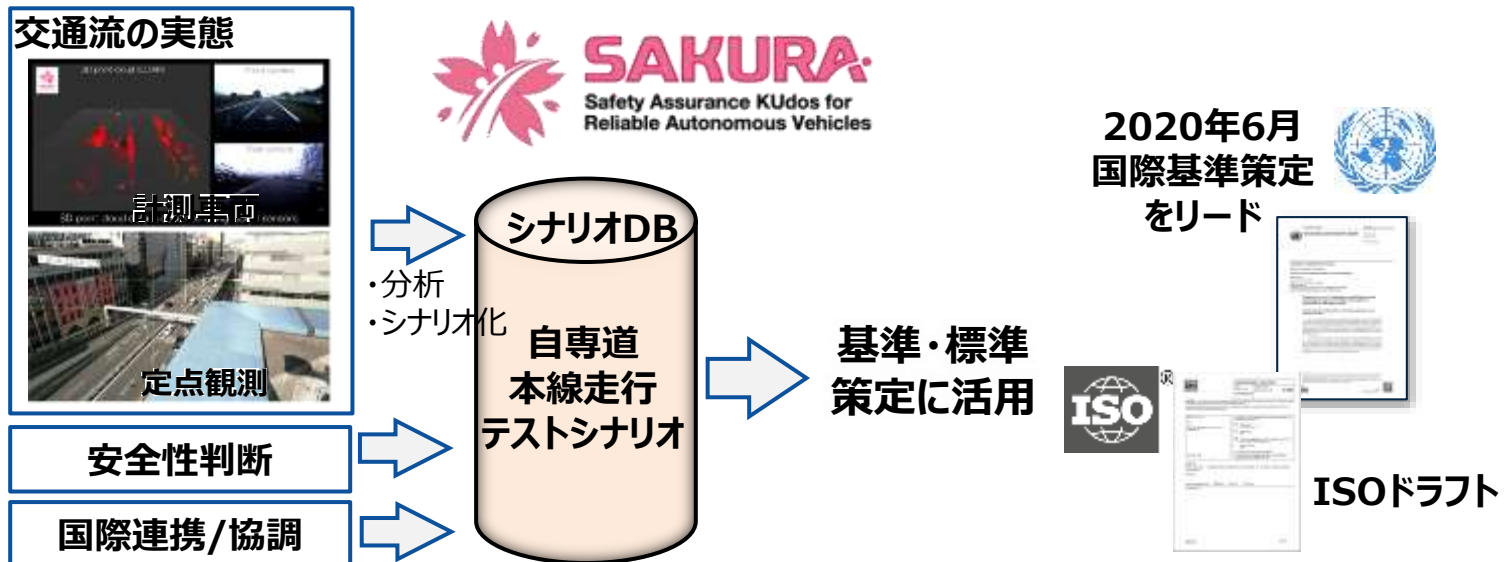 交通流の実態
計測車両
定点観測
・分析
・シナリオ化
安全性判断
国際連携/協調
SAKURA
Safety Assurance KUdos for
Reliable Autonomous Vehicles
シナリオDB
自専道
本線走行
テストシナリオ
基準・標準
策定に活用
2020年6月
国際基準策定
をリード
ISO
®
ISOドラフト